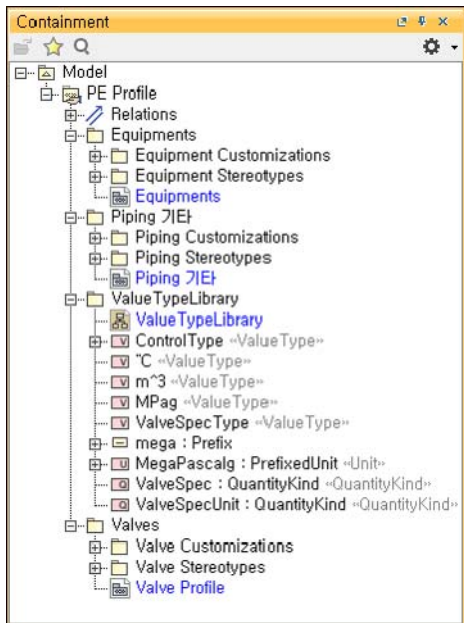 Containment
Model
PE Profile
Relations
Equipments
Equipment Customizations
Equipment Stereotypes
Equipments
Piping 기타
Piping Customizations
Piping Stereotypes
Piping 기타
ValueTypeLibrary
ValueTypeLibrary
ControlType «ValueType»
℃ «ValueType»
m^3 «ValueType»
MPag «ValueType»
ValveSpecType «ValueType»
mega : Prefix
MegaPascalg : PrefixedUnit «Unit»
ValveSpec : QuantityKind «QuantityKind»
ValveSpecUnit : QuantityKind «QuantityKind»
Valves
Valve Customizations
Valve Stereotypes
Valve Profile